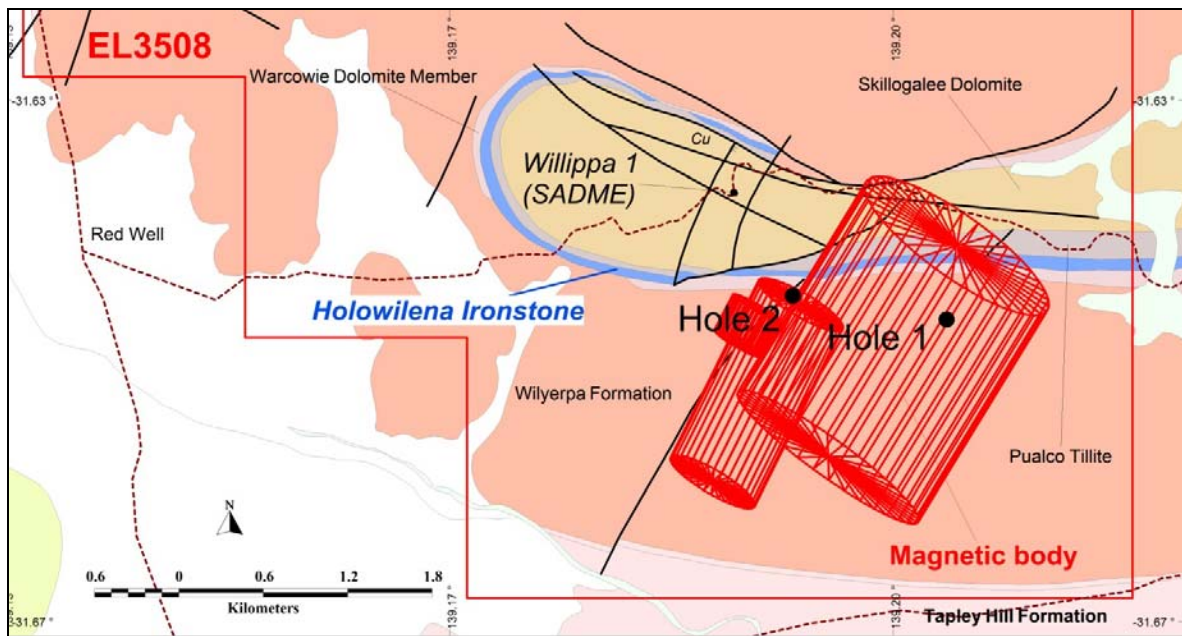 139.17 °
139.20 °
EL3508
Warcowie Dolomite Member
-31.63 °
-31.63 °
Skillogalee Dolomite
Cu
Willippa 1
(SADME)
Red Well
Holowilena Ironstone
Hole 2
Hole 1
Wilyerpa Formation
Pualco Tillite
N
Magnetic body
0.6 0 0.6 1.2 1.8
Kilometers
139.17 °
139.20 °
Tapley Hill Formation
-31.67 °
-31.67 °